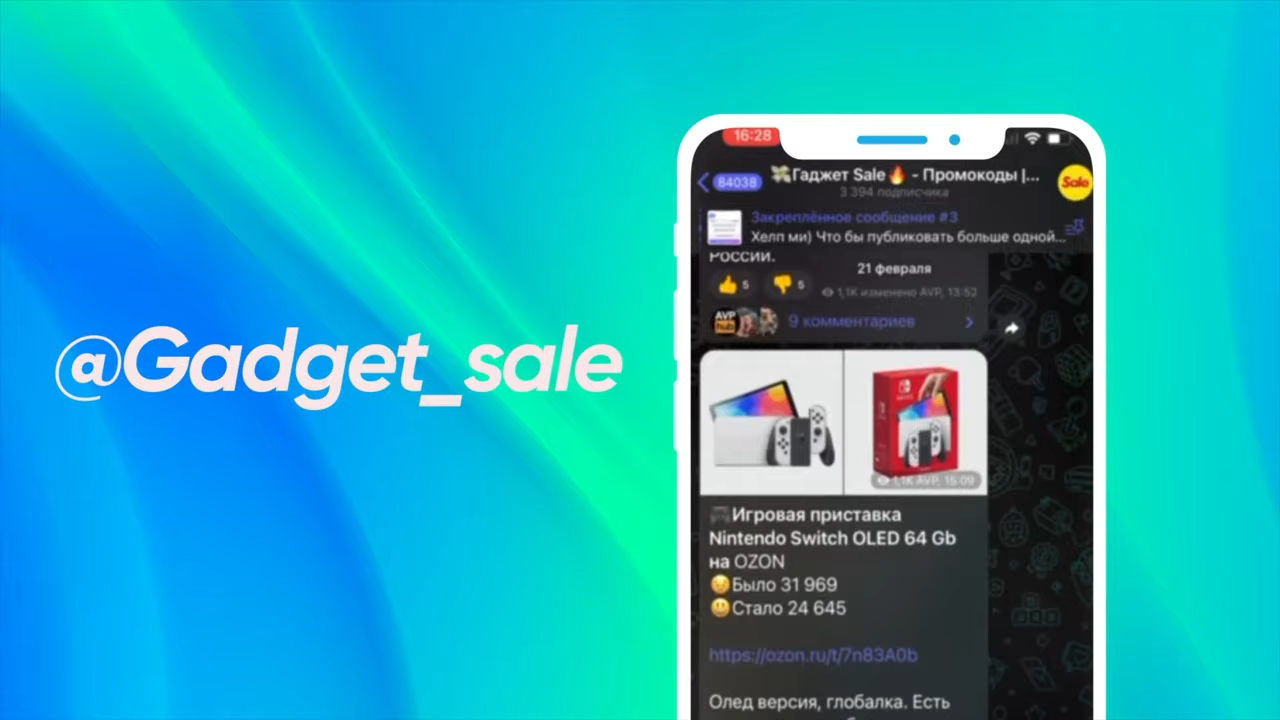 @Gadget_sale
16:28
84038
💸Гаджет Sale🔥 - Промокоды |...
3 394 подписчика
Sale
Закреплённое сообщение #3
Хелп ми) Что бы публиковать больше одной...
России.
21 февраля
👍 5 👎 5
1,1K изменено AVP, 13:52
AVP
hub
9 комментариев
1,1K AVP, 15:09
🎮Игровая приставка
Nintendo Switch OLED 64 Gb
на OZON
😉Было 31 969
😃Стало 24 645
https://ozon.ru/t/7n83A0b
Олед версия, глобалка. Есть